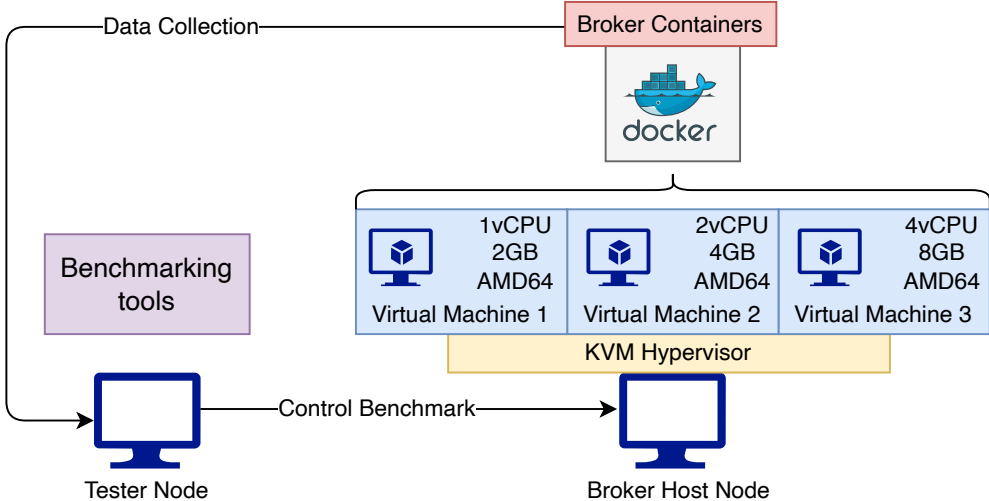 Data Collection
Broker Containers
docker
1vCPU
2GB
AMD64
Virtual Machine 1
2vCPU
4GB
AMD64
Virtual Machine 2
4vCPU
8GB
AMD64
Virtual Machine 3
Benchmarking
tools
KVM Hypervisor
Control Benchmark
Tester Node
Broker Host Node